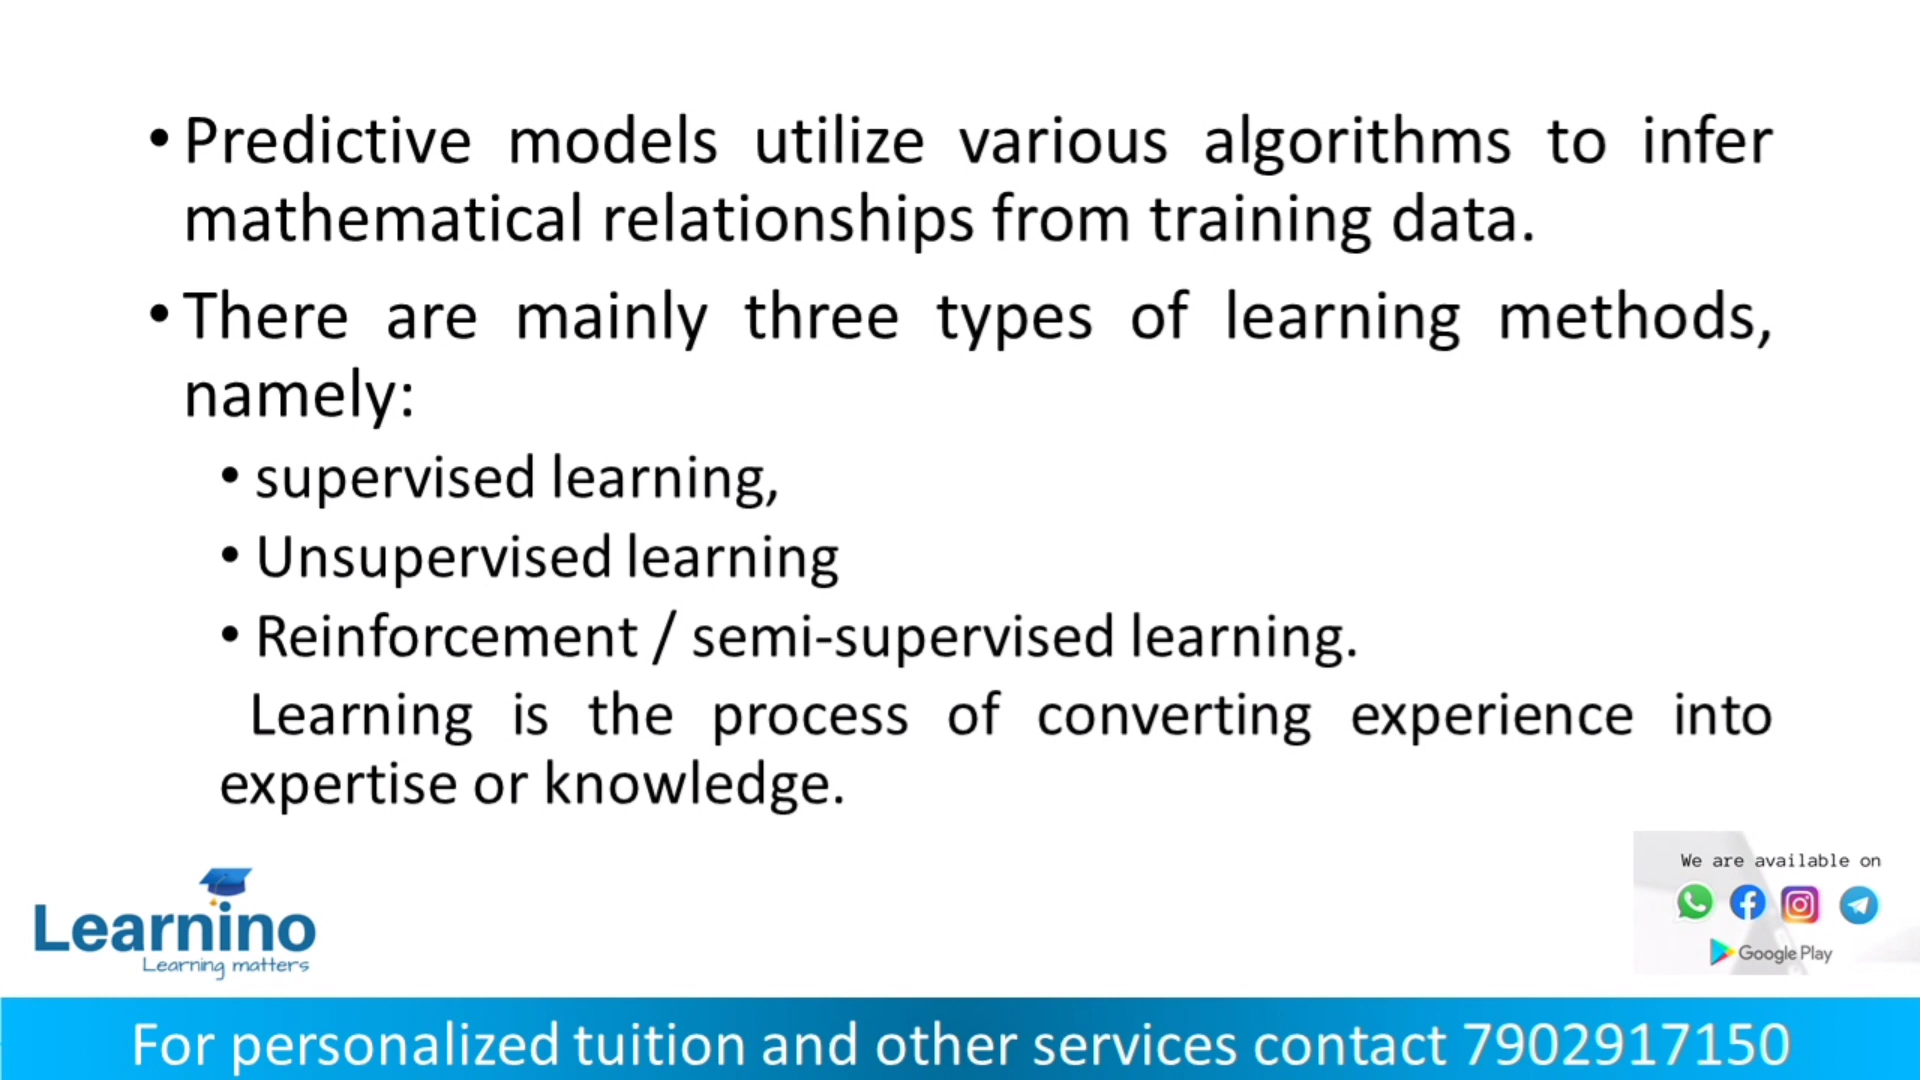 • Predictive models utilize various algorithms to infer
mathematical relationships from training data.
• There are mainly three types of learning methods,
namely:
• supervised learning,
• Unsupervised learning
• Reinforcement / semi-supervised learning.
Learning is the process of converting experience into
expertise or knowledge.
We are available on
Google Play
Learnino
Learning matters
For personalized tuition and other services contact 7902917150